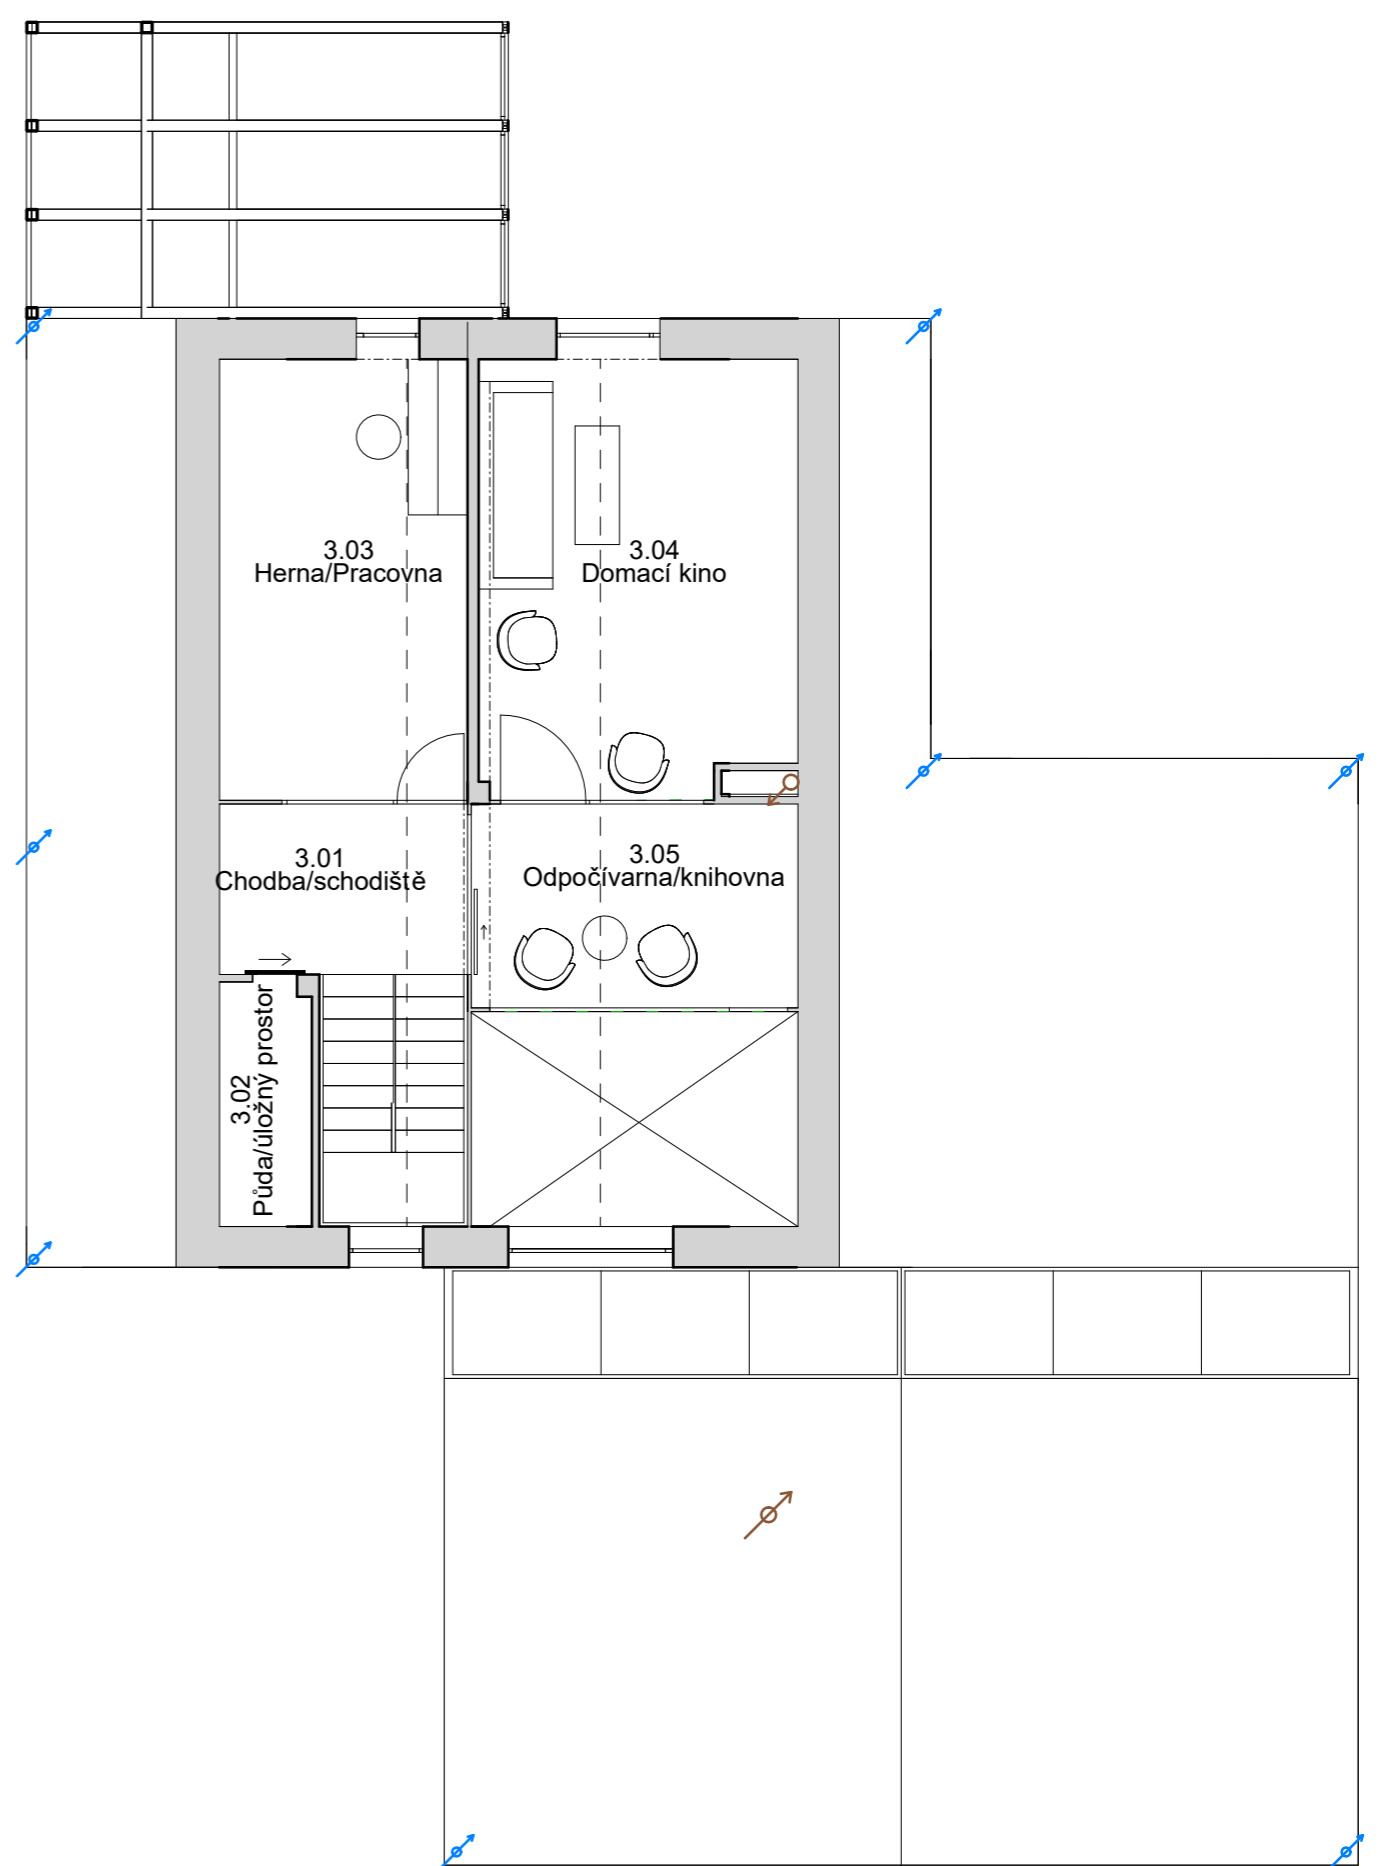 3.03
Herna/Pracovna
3.04
Domací kino
3.01
Chodba/schodiště
3.05
Odpočívarna/knihovna
3.02
Půda/úložný prostor